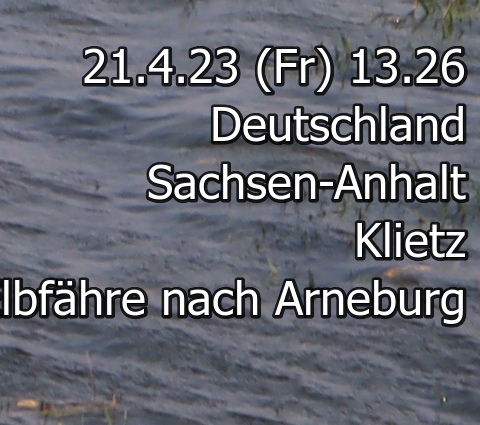 21.4.23 (Fr) 13.26
Deutschland
Sachsen-Anhalt
Klietz
lbfähre nach Arneburg